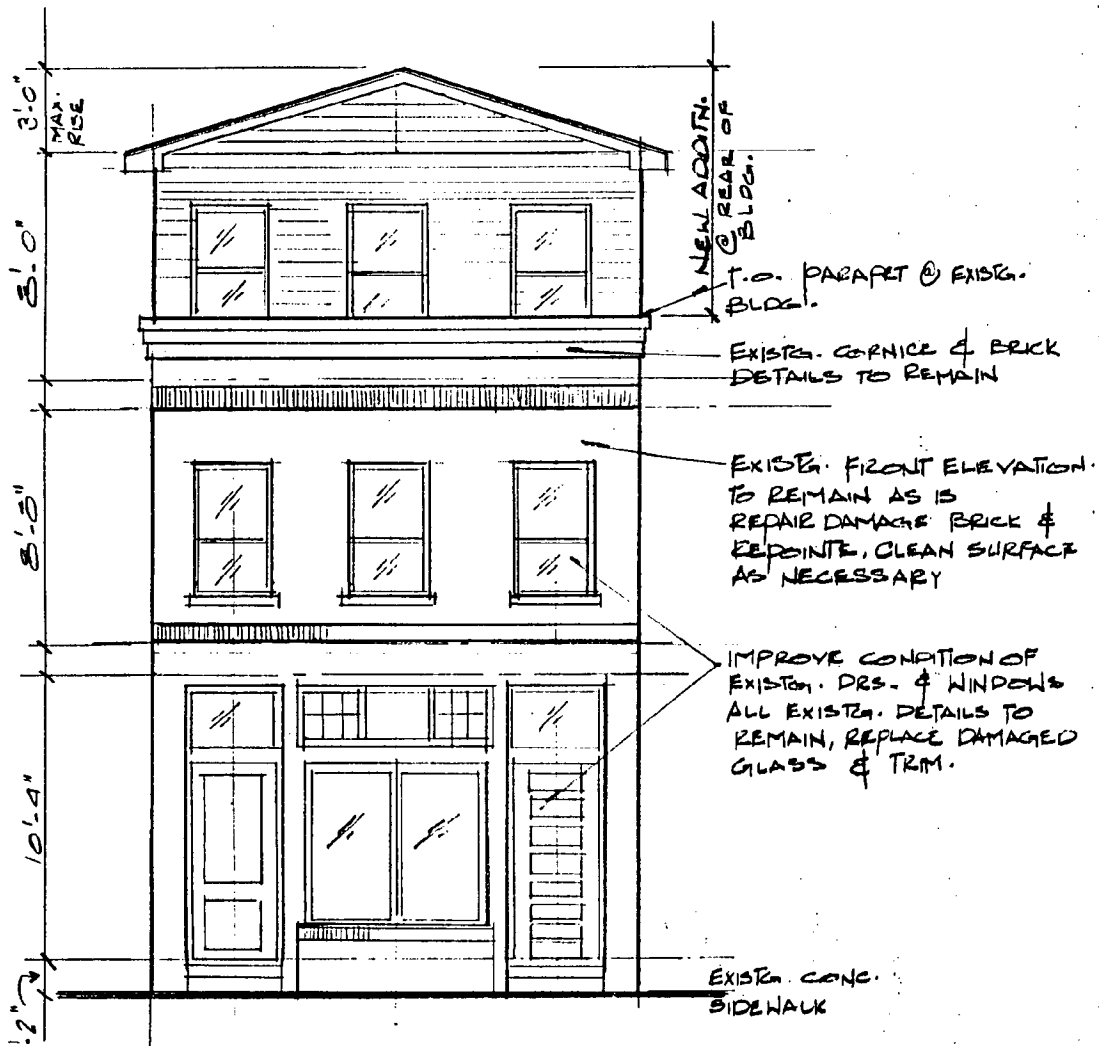 3'-0"
MAX.
RISE
8'-0"
8'-3"
10'-4"
'-2"
NEW ADDITN.
@ REAR OF
BLDG.
T.O. PARAPET @ EXISTG.
BLDG.
EXISTG. CORNICE & BRICK
DETAILS TO REMAIN
EXISTG. FRONT ELEVATION.
TO REMAIN AS IS
REPAIR DAMAGE BRICK &
REPOINTE, CLEAN SURFACE
AS NECESSARY
IMPROVE CONDITION OF
EXISTG. DRS. & WINDOWS
ALL EXISTG. DETAILS TO
REMAIN, REPLACE DAMAGED
GLASS & TRIM.
EXISTG. CONC.
SIDEWALK